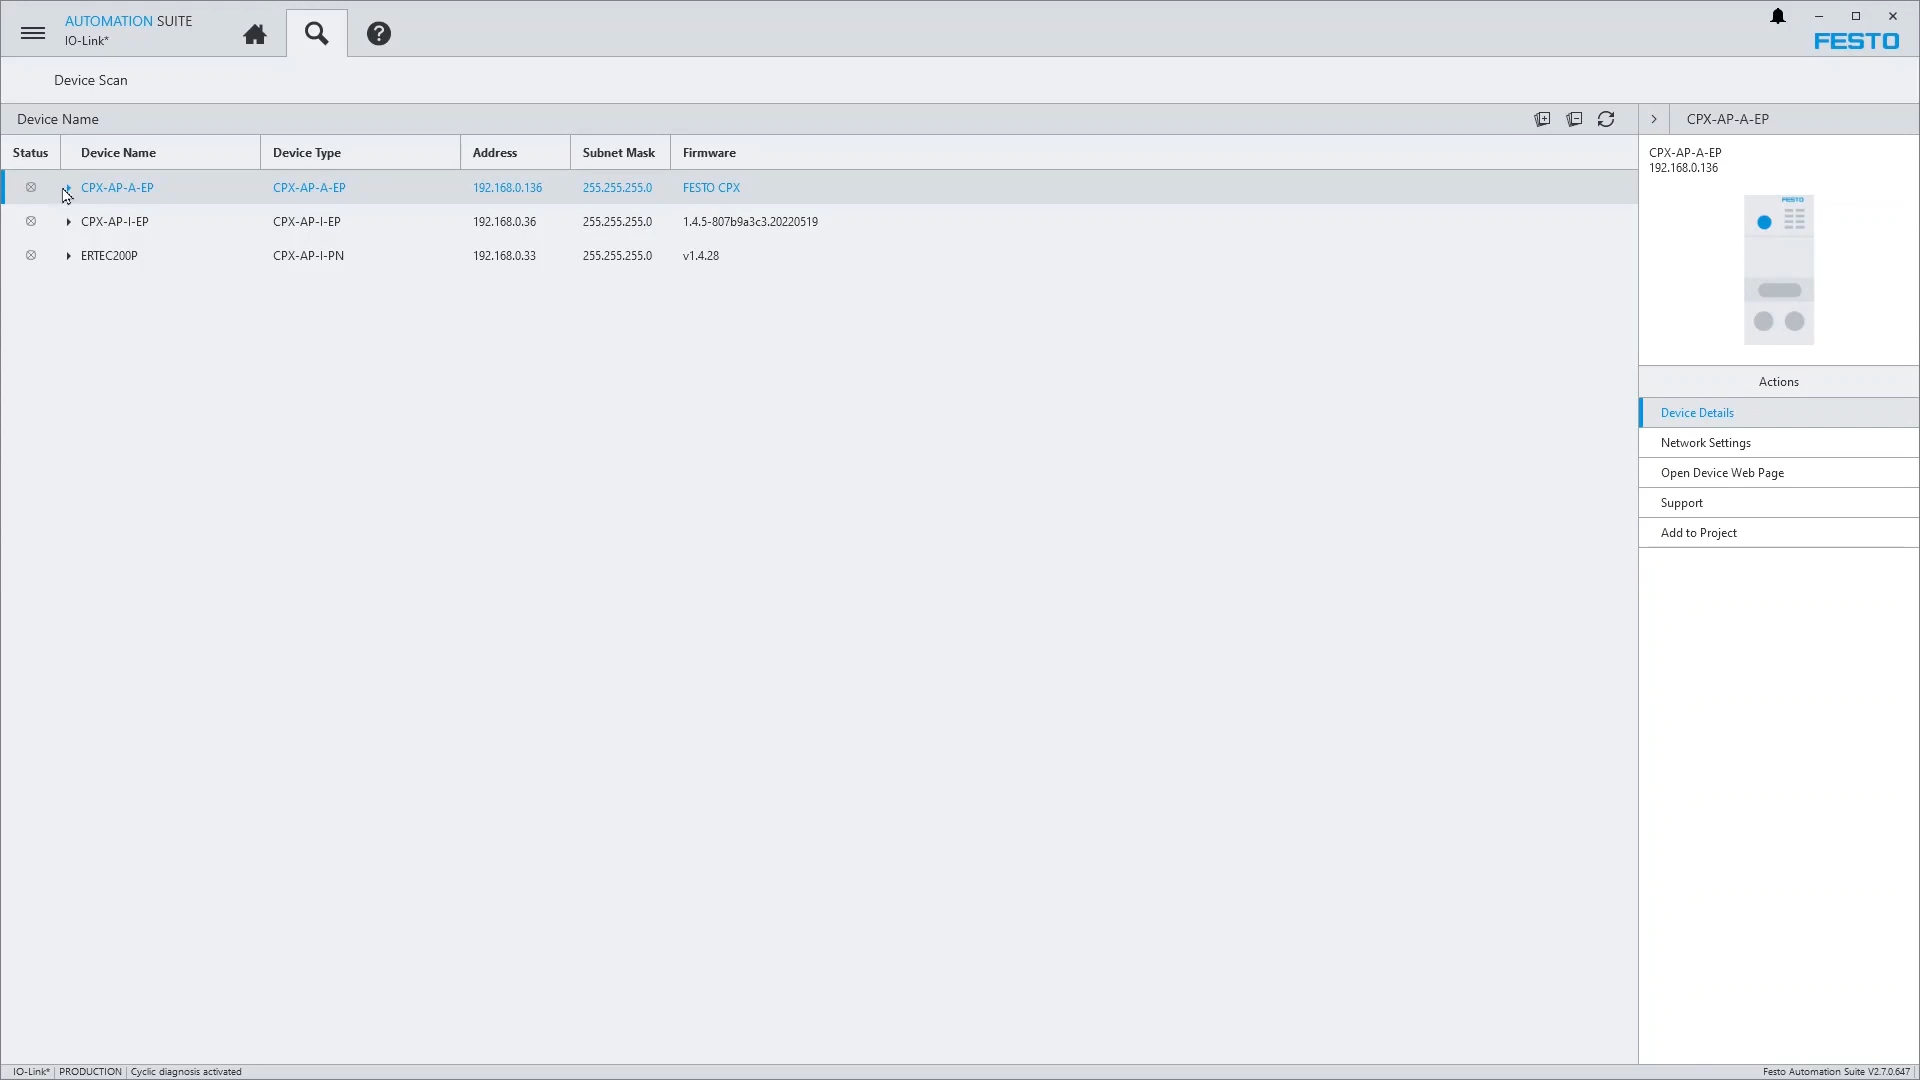 AUTOMATION SUITE
IO-Link*
FESTO
Device Scan
Device Name
CPX-AP-A-EP
Status Device Name Device Type Address Subnet Mask Firmware
CPX-AP-A-EP CPX-AP-A-EP 192.168.0.136 255.255.255.0 FESTO CPX
CPX-AP-I-EP CPX-AP-I-EP 192.168.0.36 255.255.255.0 1.4.5-807b9a3c3.20220519
ERTEC200P CPX-AP-I-PN 192.168.0.33 255.255.255.0 v1.4.28
CPX-AP-A-EP
192.168.0.136
FESTO
Actions
Device Details
Network Settings
Open Device Web Page
Support
Add to Project
IO-Link* PRODUCTION Cyclic diagnosis activated
Festo Automation Suite V2.7.0.647